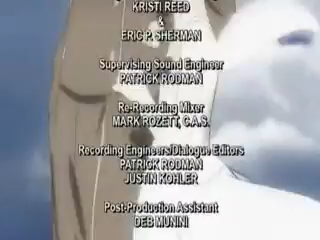 KRISTI REED
&
ERIC P. SHERMAN
Supervising Sound Engineer
PATRICK RODMAN
Re-Recording Mixer
MARK ROZETT, C.A.S.
Recording Engineers/Dialogue Editors
PATRICK RODMAN
JUSTIN KOHLER
Post-Production Assistant
DEB MUNINI